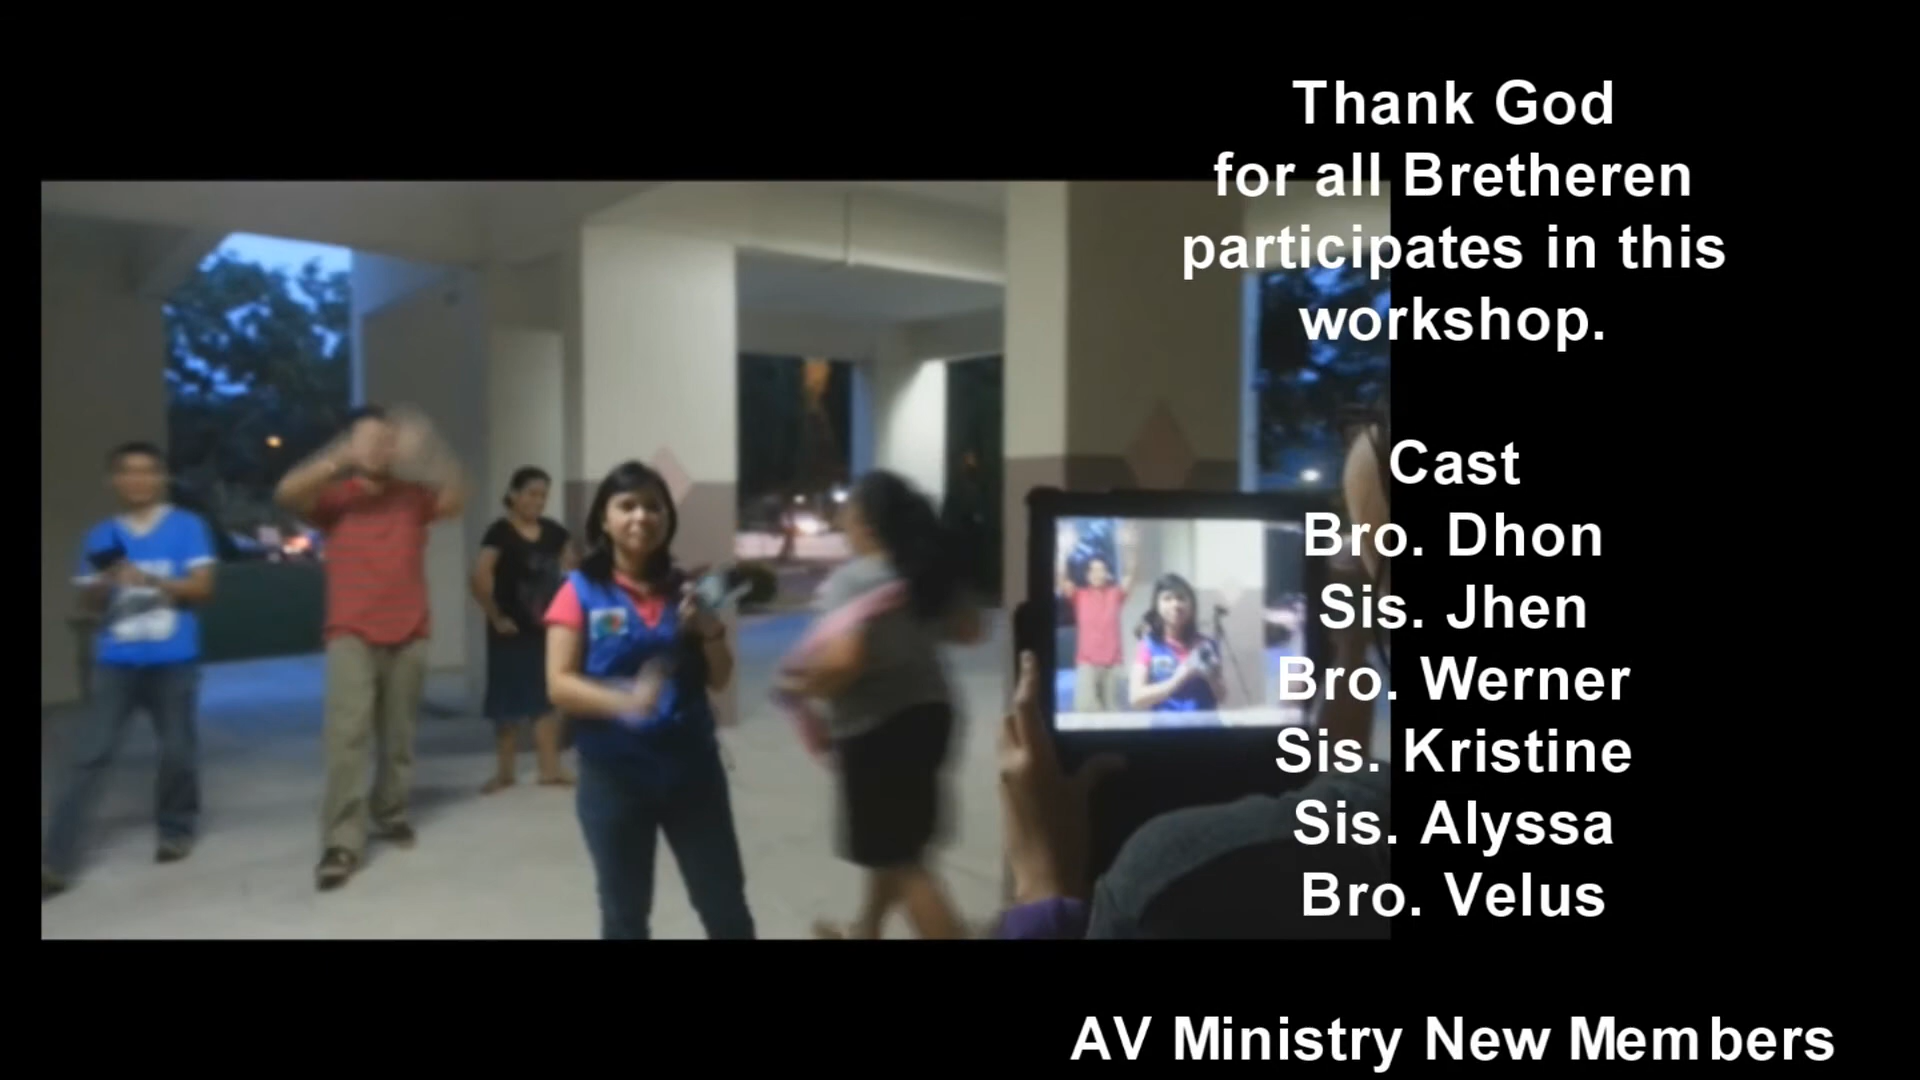 Thank God
for all Bretheren
participates in this
workshop.
Cast
Bro. Dhon
Sis. Jhen
Bro. Werner
Sis. Kristine
Sis. Alyssa
Bro. Velus
AV Ministry New Members